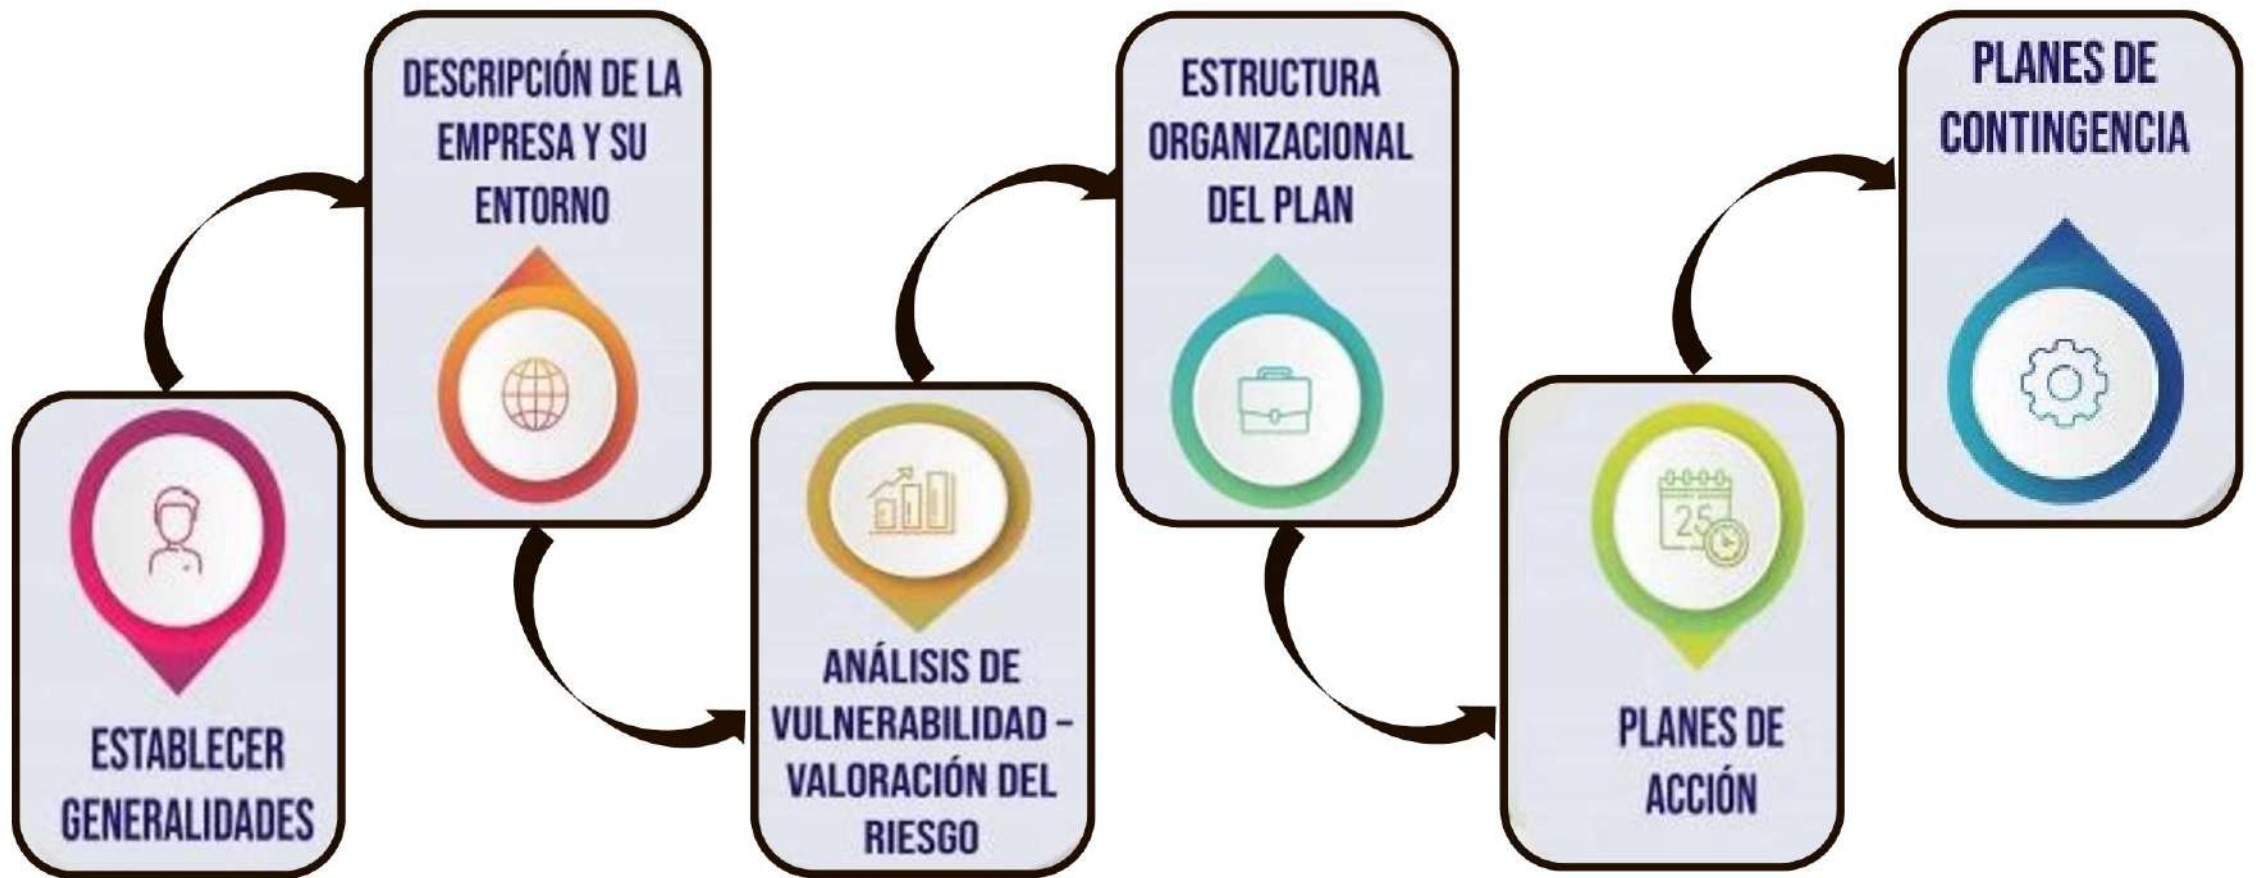 ESTABLECER
GENERALIDADES
DESCRIPCIÓN DE LA
EMPRESA Y SU
ENTORNO
ANÁLISIS DE
VULNERABILIDAD –
VALORACIÓN DEL
RIESGO
ESTRUCTURA
ORGANIZACIONAL
DEL PLAN
25
PLANES DE
ACCIÓN
PLANES DE
CONTINGENCIA